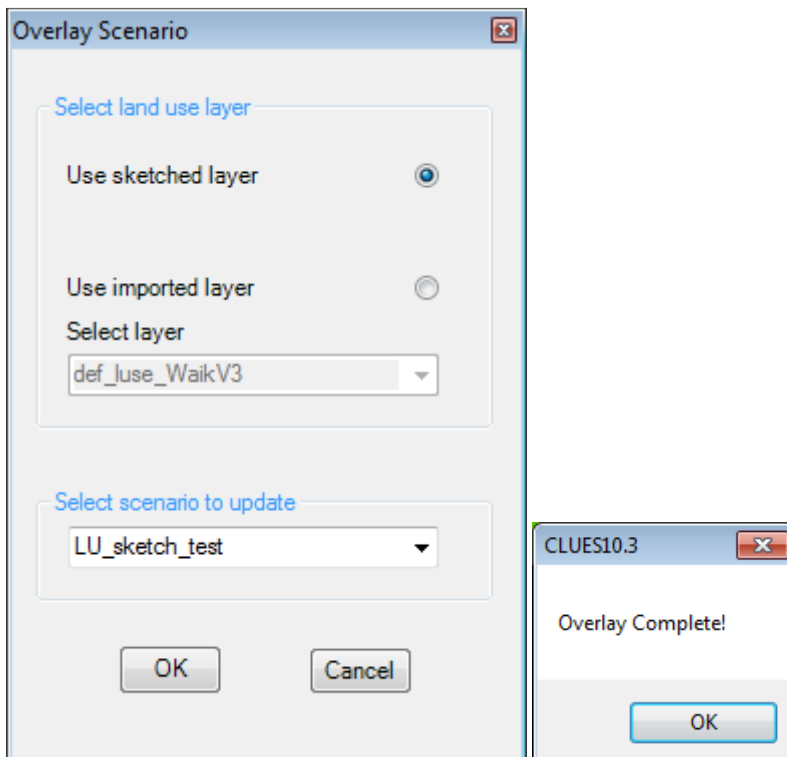 Overlay Scenario
Select land use layer
Use sketched layer
Use imported layer
Select layer
def_luse_WaikV3
Select scenario to update
LU_sketch_test
OK
Cancel
CLUES10.3
Overlay Complete!
OK